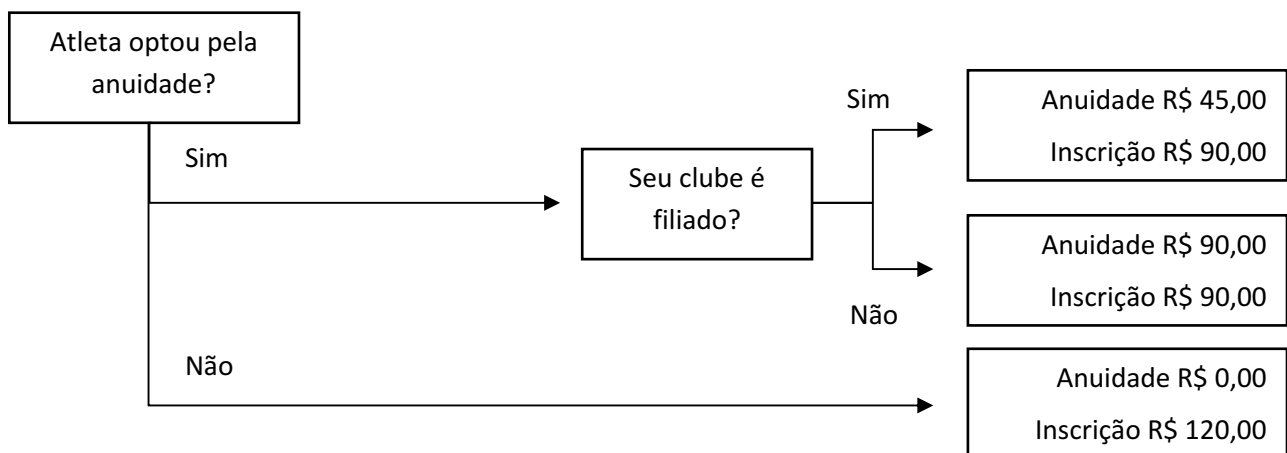 Atleta optou pela
anuidade?
Sim
Seu clube é
filiado?
Sim
Anuidade R$ 45,00
Inscrição R$ 90,00
Não
Anuidade R$ 90,00
Inscrição R$ 90,00
Não
Anuidade R$ 0,00
Inscrição R$ 120,00